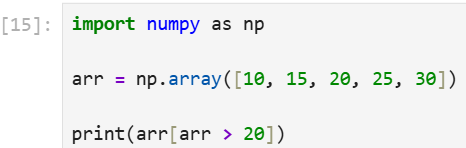 [15]:
import numpy as np
arr = np.array([10, 15, 20, 25, 30])
print(arr[arr > 20])